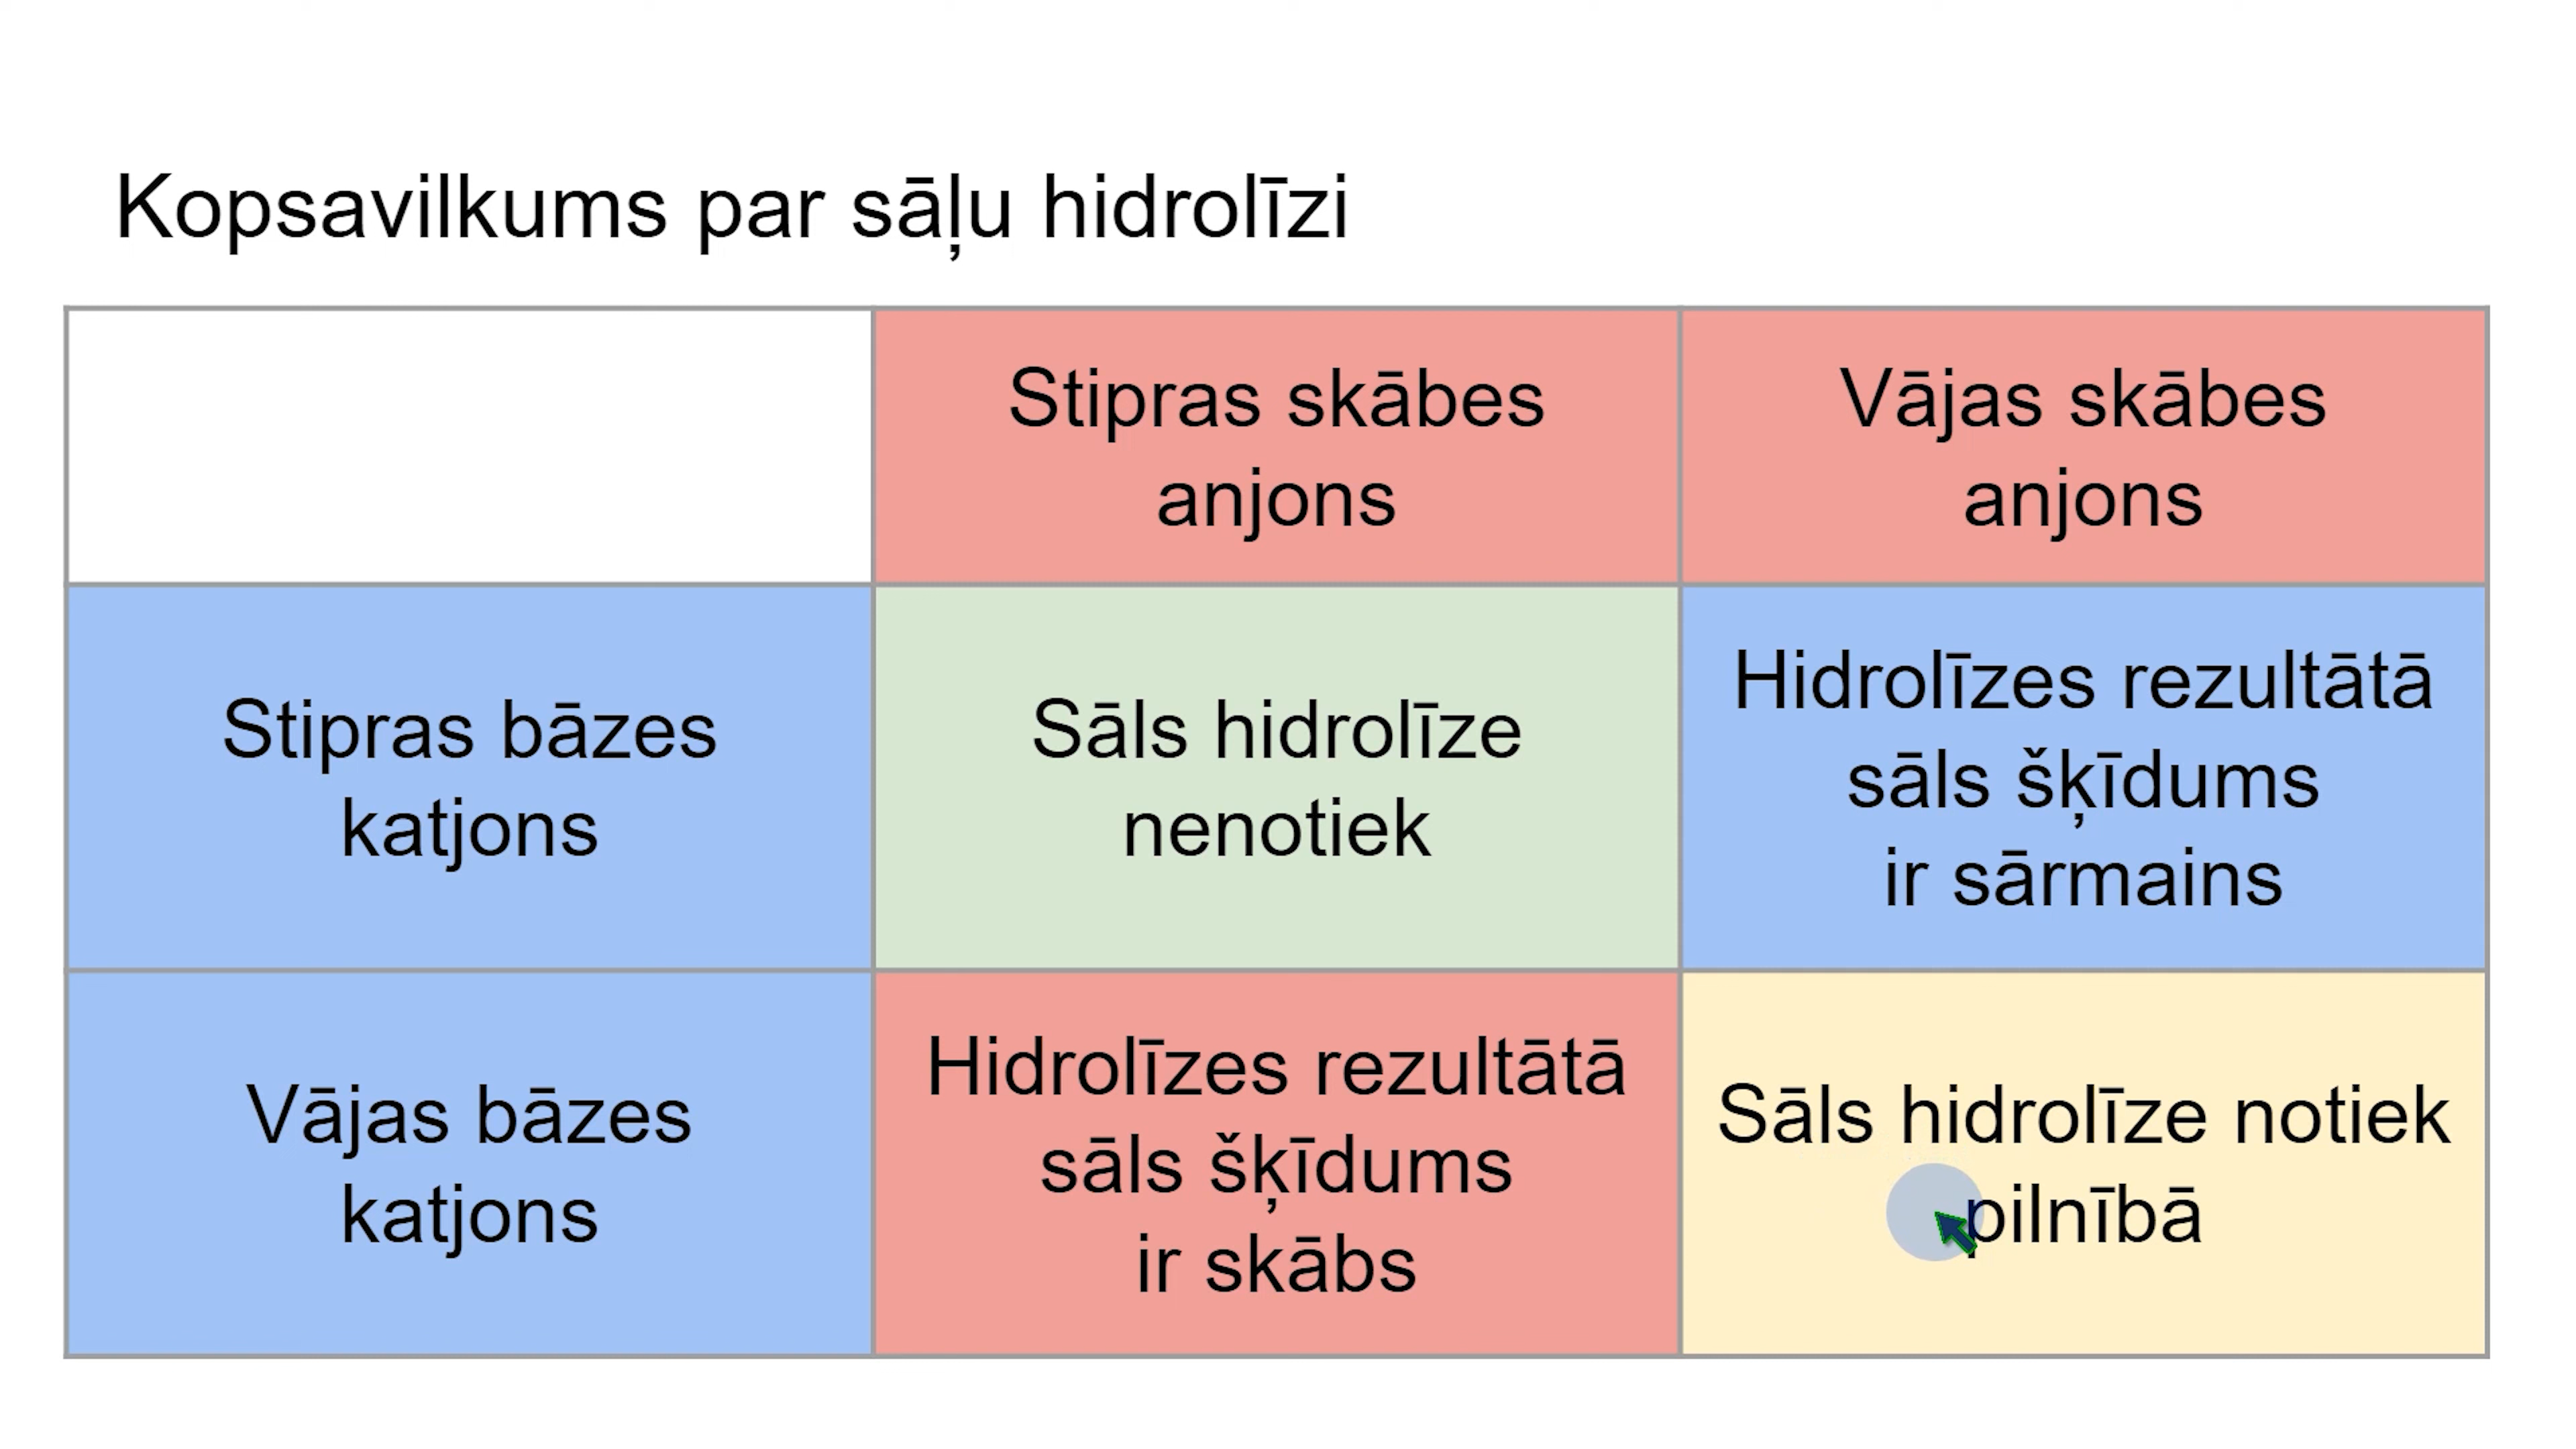 Kopsavilkums par sāļu hidrolīzi
Stipras skābes
anjons
Vājas skābes
anjons
Stipras bāzes
katjons
Sāls hidrolīze
nenotiek
Hidrolīzes rezultātā
sāls šķīdums
ir sārmains
Vājas bāzes
katjons
Hidrolīzes rezultātā
sāls šķīdums
ir skābs
Sāls hidrolīze notiek
pilnībā